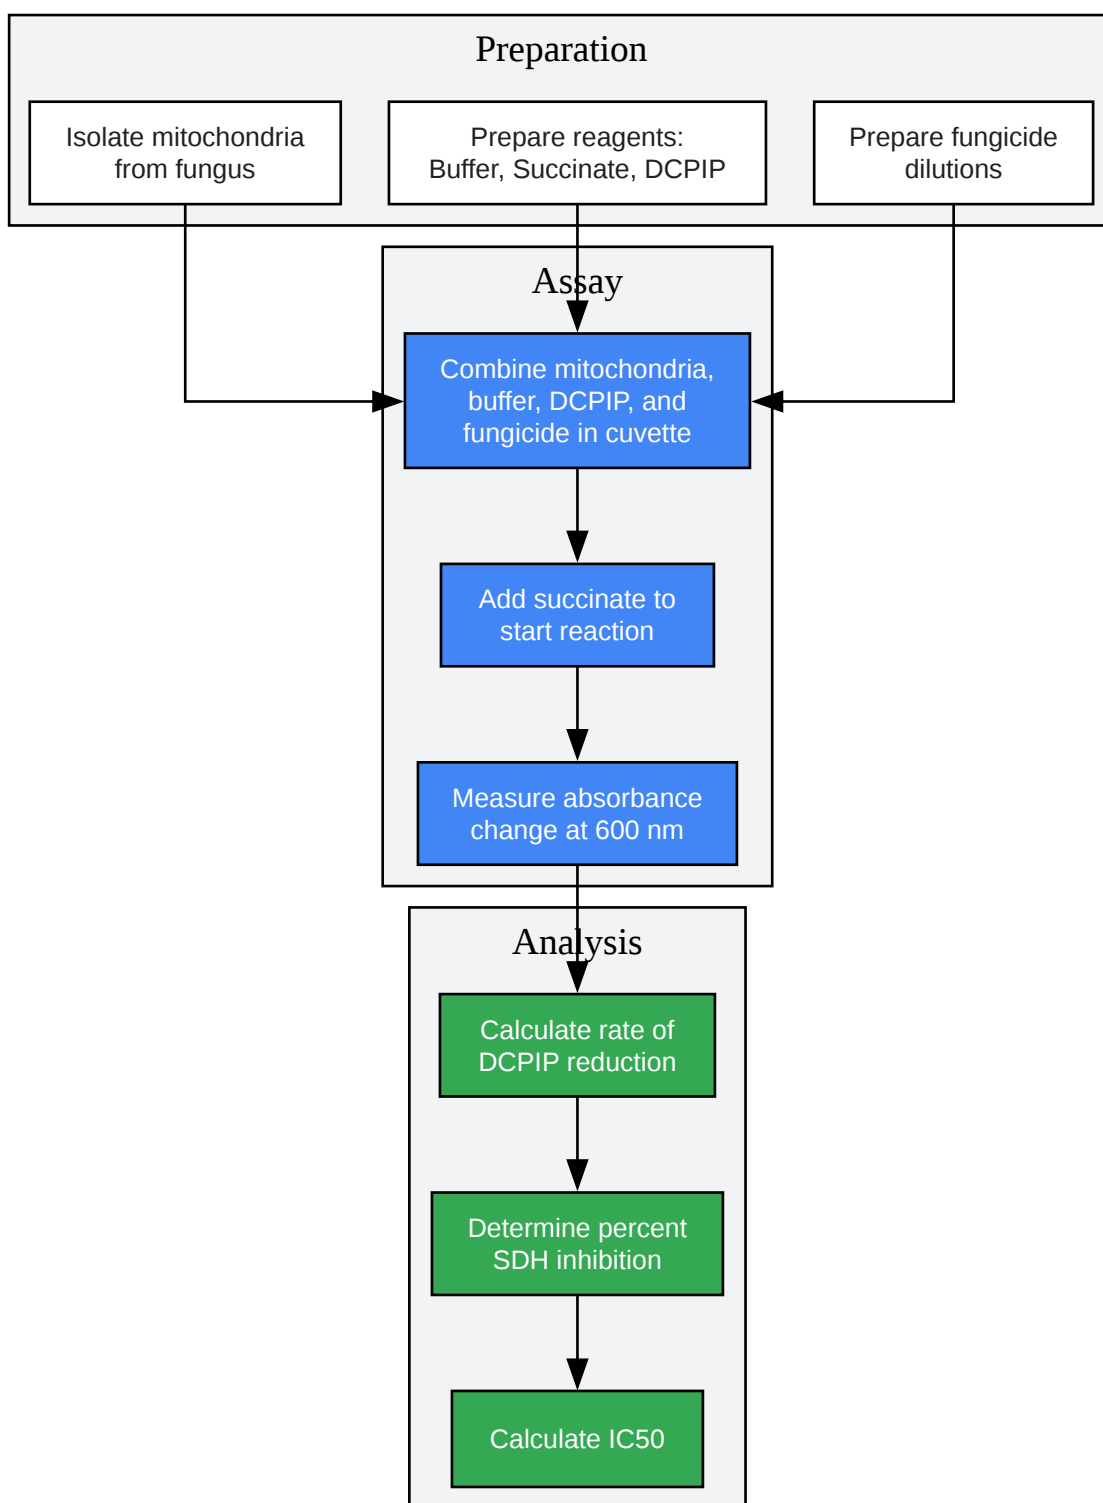 Preparation
Isolate mitochondria
from fungus
Prepare reagents:
Buffer, Succinate, DCPIP
Prepare fungicide
dilutions
Assay
Combine mitochondria,
buffer, DCPIP, and
fungicide in cuvette
Add succinate to
start reaction
Measure absorbance
change at 600 nm
Analysis
Calculate rate of
DCPIP reduction
Determine percent
SDH inhibition
Calculate IC50